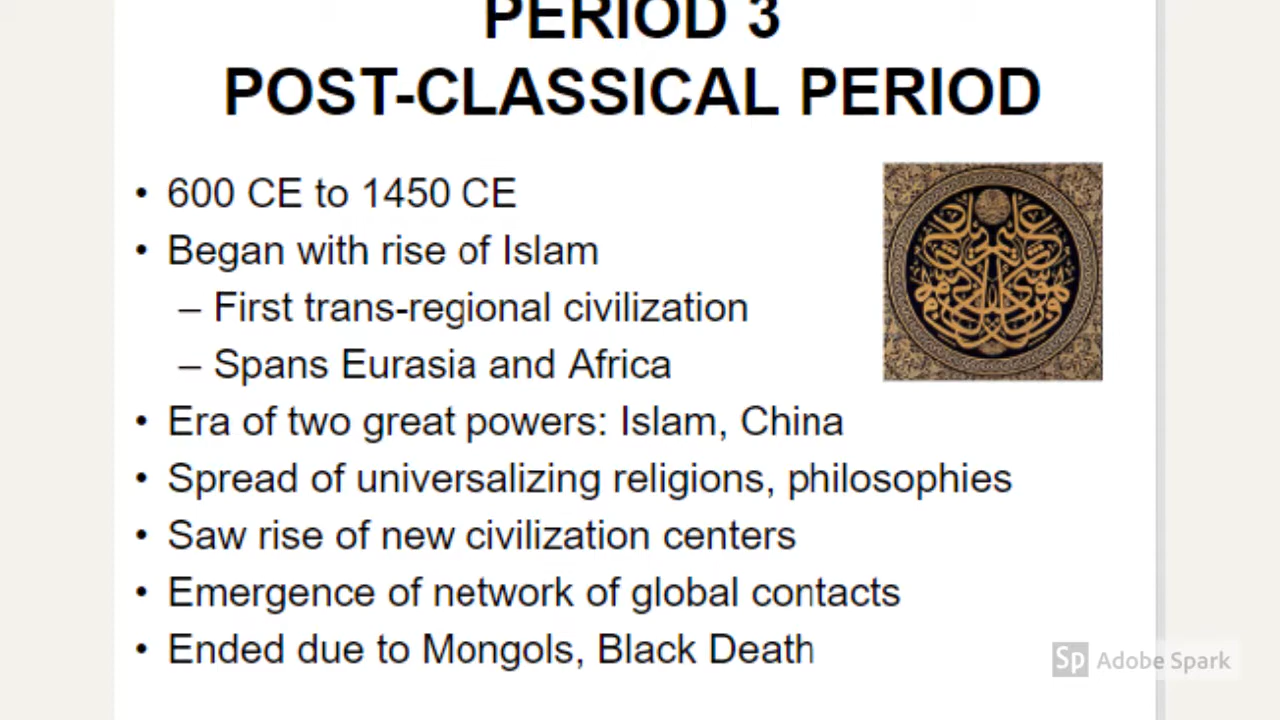 PERIOD 3
POST-CLASSICAL PERIOD
• 600 CE to 1450 CE
• Began with rise of Islam
– First trans-regional civilization
– Spans Eurasia and Africa
• Era of two great powers: Islam, China
• Spread of universalizing religions, philosophies
• Saw rise of new civilization centers
• Emergence of network of global contacts
• Ended due to Mongols, Black Death
Sp Adobe Spark